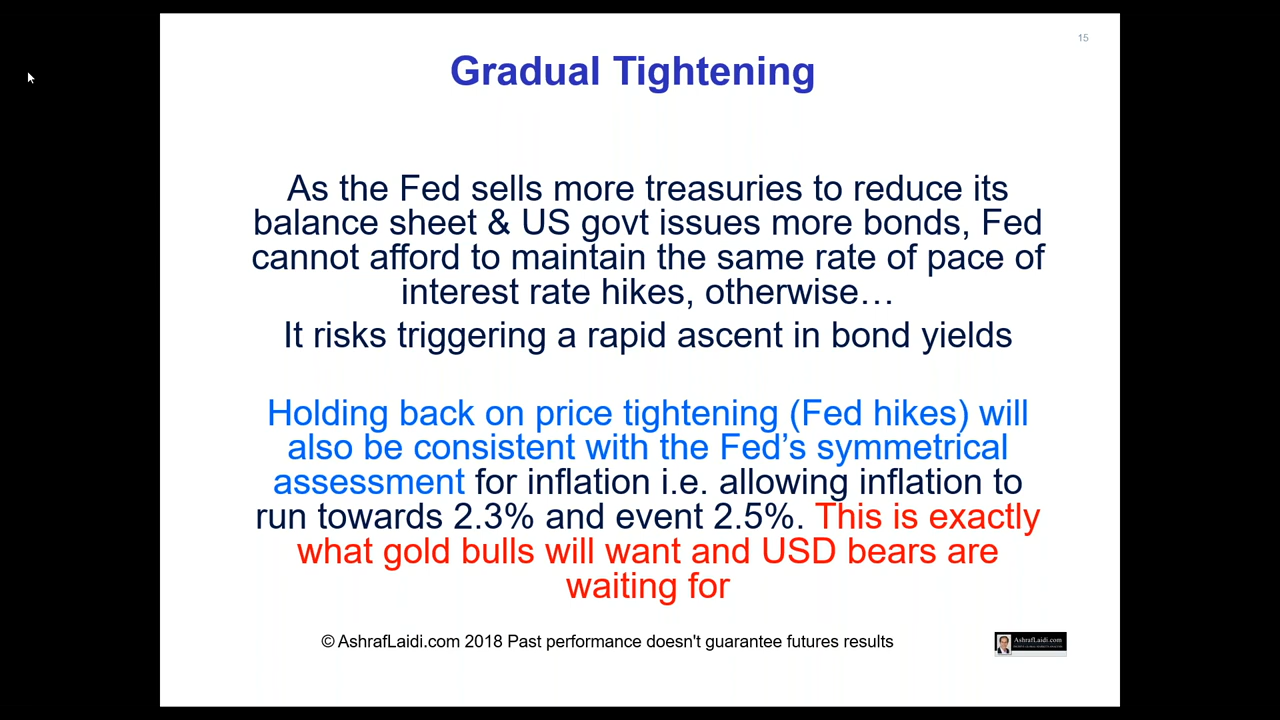 15
Gradual Tightening
As the Fed sells more treasuries to reduce its
balance sheet & US govt issues more bonds, Fed
cannot afford to maintain the same rate of pace of
interest rate hikes, otherwise…
It risks triggering a rapid ascent in bond yields
Holding back on price tightening (Fed hikes) will
also be consistent with the Fed’s symmetrical
assessment for inflation i.e. allowing inflation to
run towards 2.3% and event 2.5%. This is exactly
what gold bulls will want and USD bears are
waiting for
© AshrafLaidi.com 2018 Past performance doesn't guarantee futures results
AshrafLaidi.com